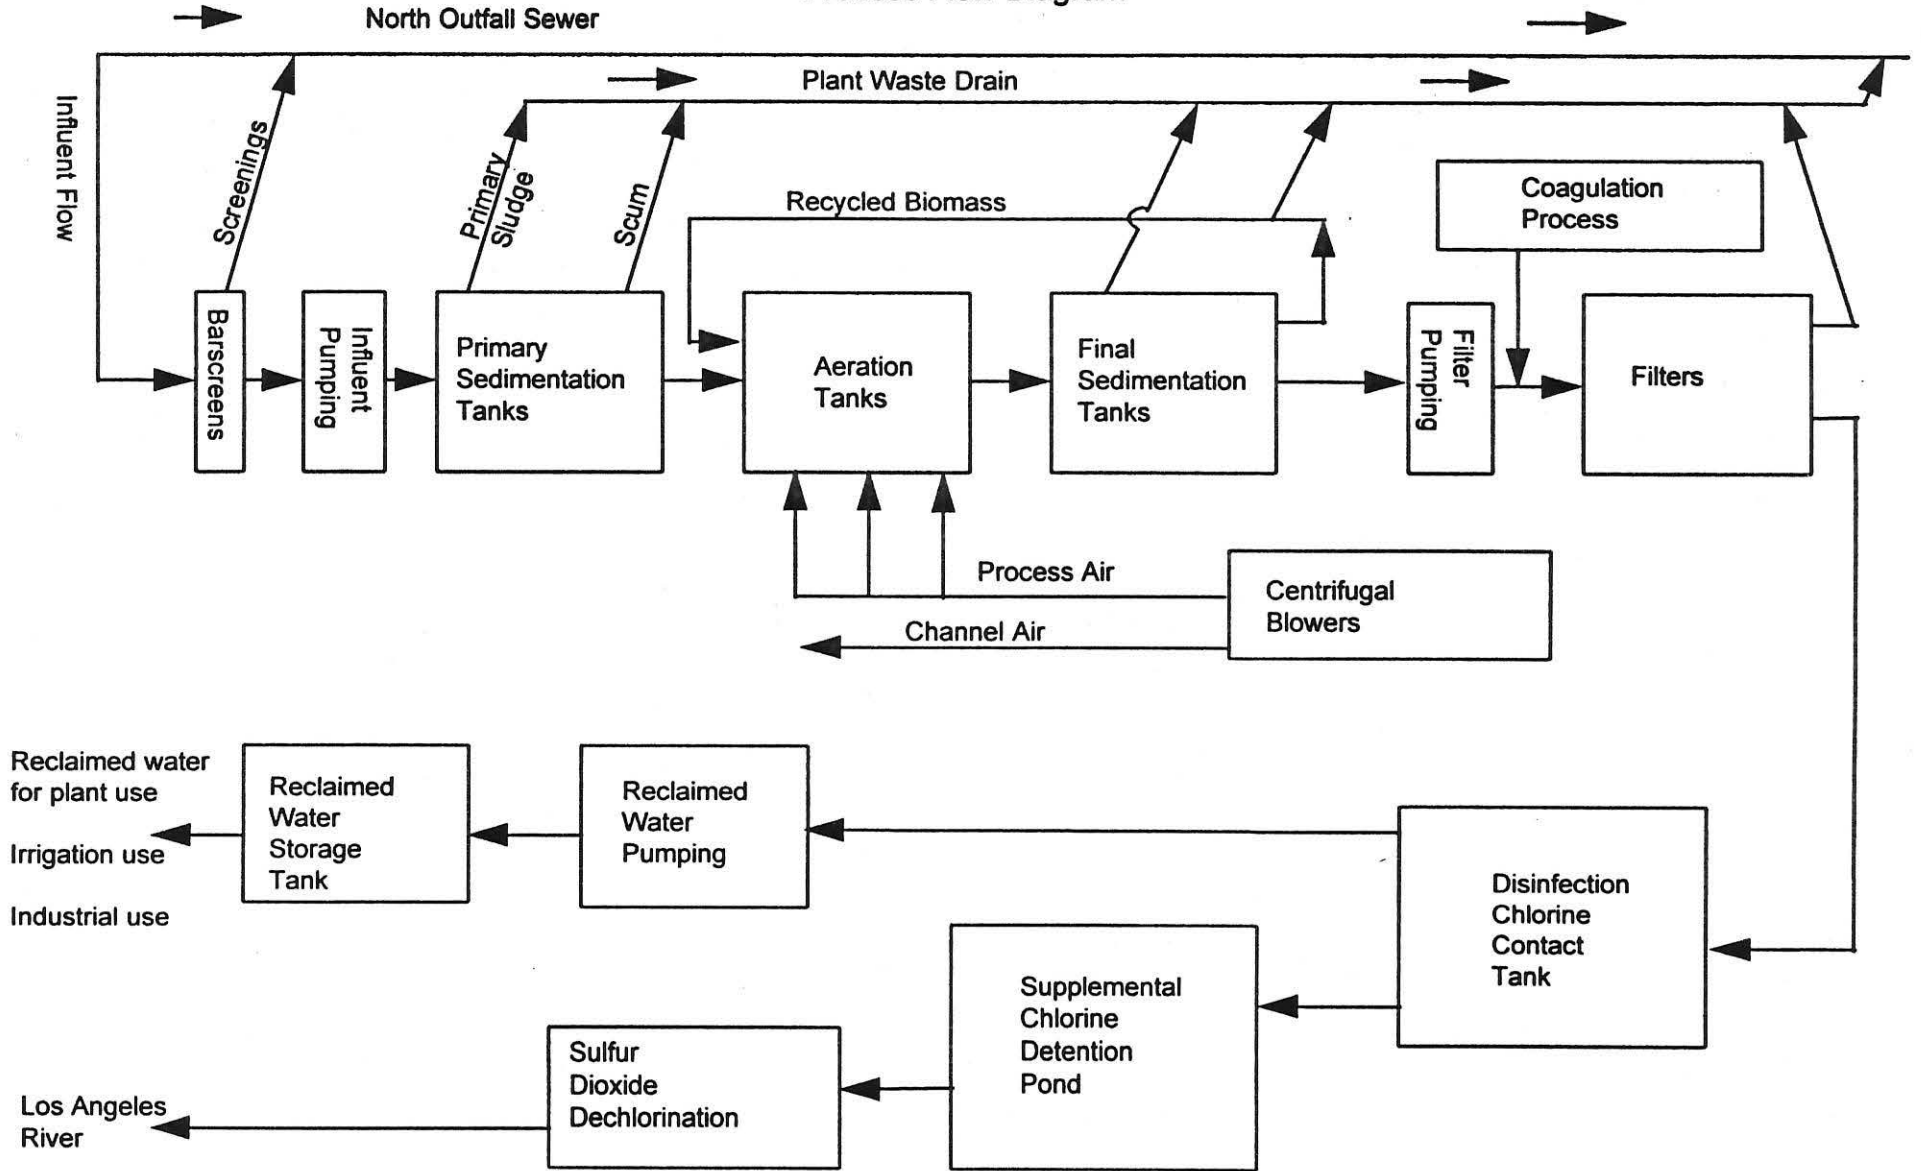 North Outfall Sewer
Plant Waste Drain
Influent Flow
Screenings
Primary
Sludge
Scum
Recycled Biomass
Coagulation
Process
Barscreens
Influent
Pumping
Primary
Sedimentation
Tanks
Aeration
Tanks
Final
Sedimentation
Tanks
Filter
Pumping
Filters
Process Air
Channel Air
Centrifugal
Blowers
Reclaimed water
for plant use
Irrigation use
Industrial use
Reclaimed
Water
Storage
Tank
Reclaimed
Water
Pumping
Disinfection
Chlorine
Contact
Tank
Supplemental
Chlorine
Detention
Pond
Sulfur
Dioxide
Dechlorination
Los Angeles
River